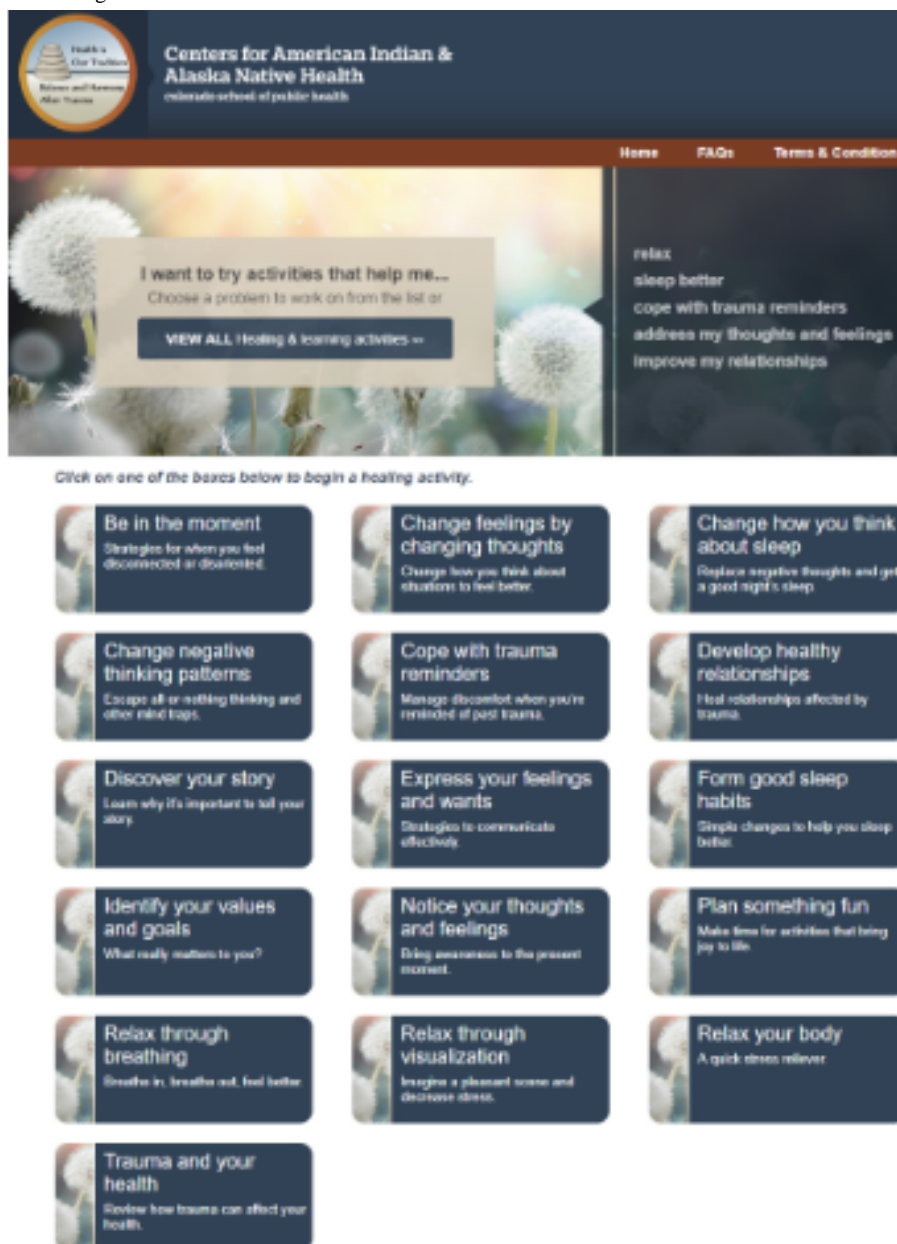 Health is
Our Tradition
Balance and Harmony
After Trauma
Centers for American Indian &
Alaska Native Health
colorado school of public health
Home FAQs Terms & Condition
I want to try activities that help me...
Choose a problem to work on from the list or
VIEW ALL Healing & learning activities
relax
sleep better
cope with trauma reminders
address my thoughts and feelings
improve my relationships
Click on one of the boxes below to begin a healing activity.
Be in the moment
Strategies for when you feel
disconnected or disoriented.
Change feelings by
changing thoughts
Change how you think about
situations to feel better.
Change how you think
about sleep
Replace negative thoughts and get
a good night's sleep.
Change negative
thinking patterns
Escape all-or-nothing thinking and
other mind traps.
Cope with trauma
reminders
Manage discomfort when you're
reminded of past trauma.
Develop healthy
relationships
Heal relationships affected by
trauma.
Discover your story
Learn why it's important to tell your
story.
Express your feelings
and wants
Strategies to communicate
effectively.
Form good sleep
habits
Simple changes to help you sleep
better.
Identify your values
and goals
What really matters to you?
Notice your thoughts
and feelings
Bring awareness to the present
moment.
Plan something fun
Make time for activities that bring
joy to life.
Relax through
breathing
Breathe in, breathe out, feel better.
Relax through
visualization
Imagine a pleasant scene and
decrease stress.
Relax your body
A quick stress reliever.
Trauma and your
health
Review how trauma can affect your
health.